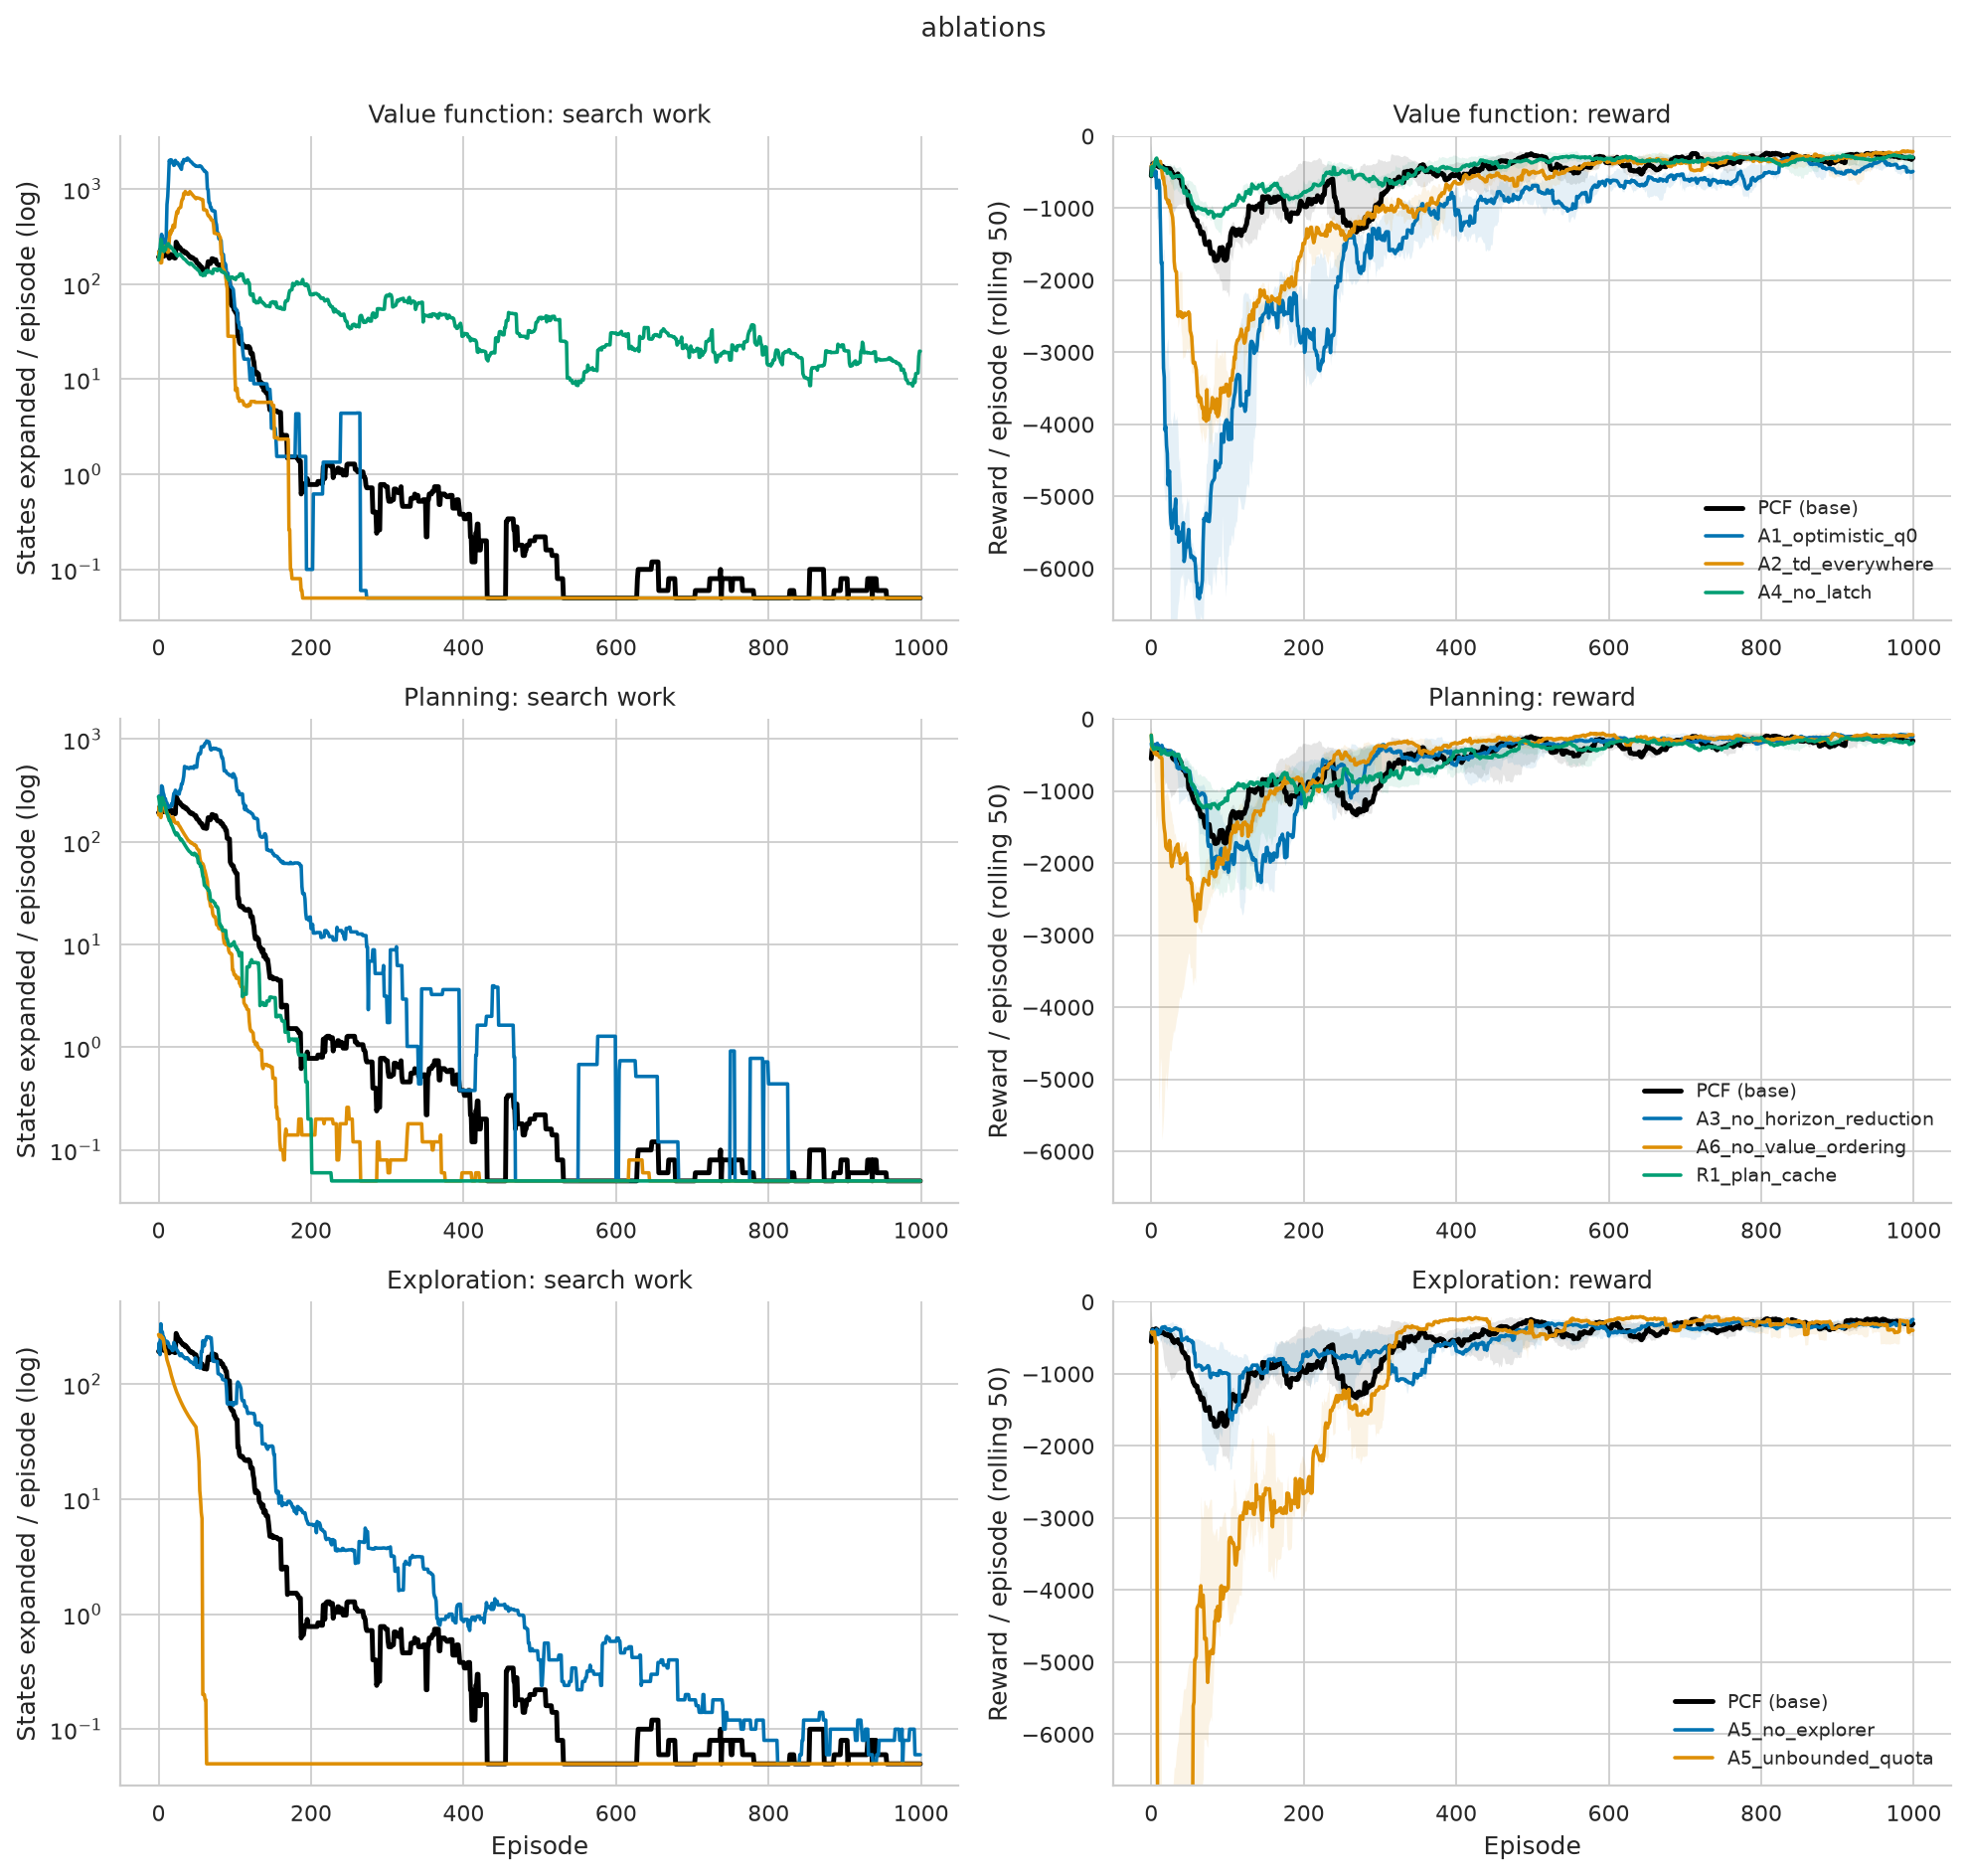 ablations
Value function: search work
States expanded / episode (log)
10³
10²
10¹
10⁰
10⁻¹
0 200 400 600 800 1000
Value function: reward
Reward / episode (rolling 50)
0
−1000
−2000
−3000
−4000
−5000
−6000
PCF (base)
A1_optimistic_q0
A2_td_everywhere
A4_no_latch
0 200 400 600 800 1000
Planning: search work
States expanded / episode (log)
10³
10²
10¹
10⁰
10⁻¹
0 200 400 600 800 1000
Planning: reward
Reward / episode (rolling 50)
0
−1000
−2000
−3000
−4000
−5000
−6000
PCF (base)
A3_no_horizon_reduction
A6_no_value_ordering
R1_plan_cache
0 200 400 600 800 1000
Exploration: search work
States expanded / episode (log)
10²
10¹
10⁰
10⁻¹
0 200 400 600 800 1000
Episode
Exploration: reward
Reward / episode (rolling 50)
0
−1000
−2000
−3000
−4000
−5000
−6000
PCF (base)
A5_no_explorer
A5_unbounded_quota
0 200 400 600 800 1000
Episode